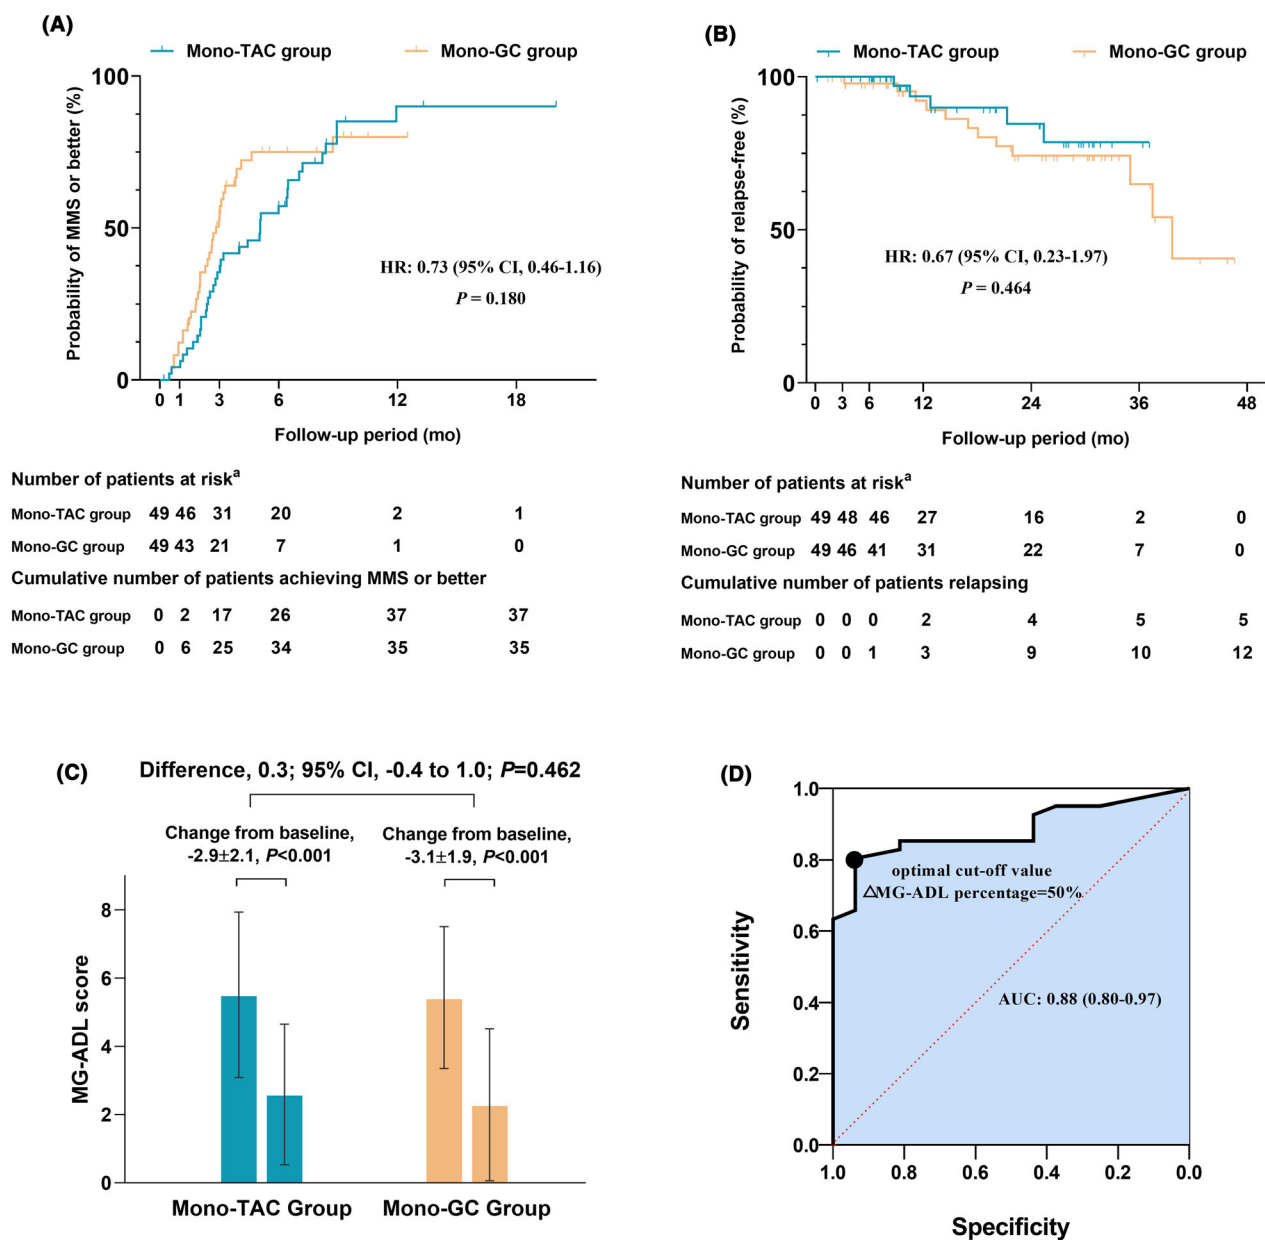 (A)
Mono-TAC group Mono-GC group
100
50
0
Probability of MMS or better (%)
HR: 0.73 (95% CI, 0.46-1.16)
P = 0.180
0 1 3 6 12 18
Follow-up period (mo)
Number of patients at riskᵃ
Mono-TAC group 49 46 31 20 2 1
Mono-GC group 49 43 21 7 1 0
Cumulative number of patients achieving MMS or better
Mono-TAC group 0 2 17 26 37 37
Mono-GC group 0 6 25 34 35 35
(B)
Mono-TAC group Mono-GC group
100
50
0
Probability of relapse-free (%)
HR: 0.67 (95% CI, 0.23-1.97)
P = 0.464
0 3 6 12 24 36 48
Follow-up period (mo)
Number of patients at riskᵃ
Mono-TAC group 49 48 46 27 16 2 0
Mono-GC group 49 46 41 31 22 7 0
Cumulative number of patients relapsing
Mono-TAC group 0 0 0 2 4 5 5
Mono-GC group 0 0 1 3 9 10 12
(C)
Difference, 0.3; 95% CI, -0.4 to 1.0; P=0.462
Change from baseline, Change from baseline,
-2.9±2.1, P<0.001 -3.1±1.9, P<0.001
8
6
4
2
0
MG-ADL score
Mono-TAC Group Mono-GC Group
(D)
1.0
0.8
0.6
0.4
0.2
0.0
Sensitivity
optimal cut-off value
△MG-ADL percentage=50%
AUC: 0.88 (0.80-0.97)
1.0 0.8 0.6 0.4 0.2 0.0
Specificity